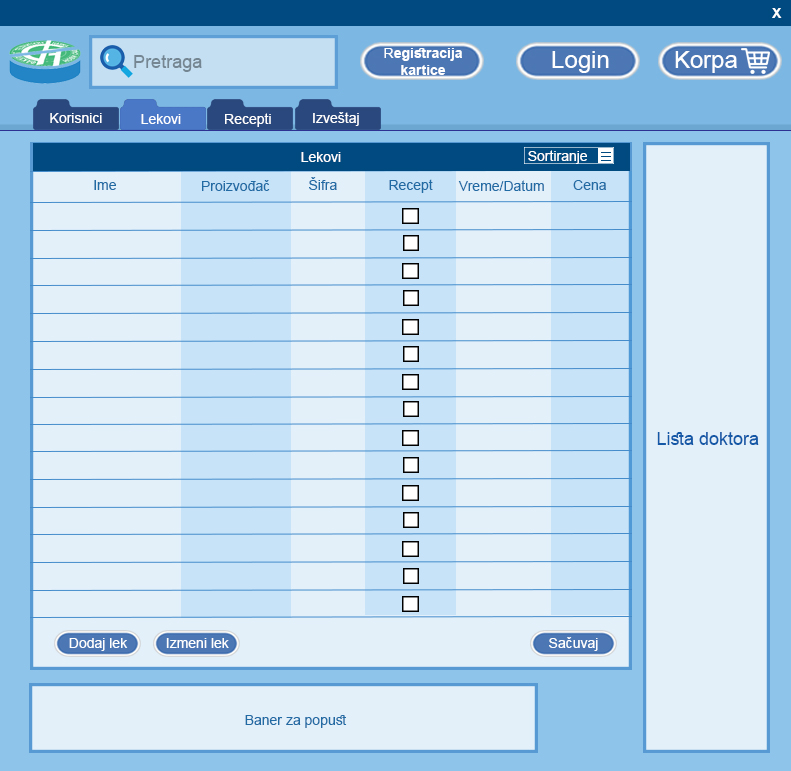 x
Pretraga
Registracija
kartice
Login
Korpa
Korisnici
Lekovi
Recepti
Izveštaj
Lekovi
Sortiranje
Ime
Proizvođač
Šifra
Recept
Vreme/Datum
Cena
Lista doktora
Dodaj lek
Izmeni lek
Sačuvaj
Baner za popust